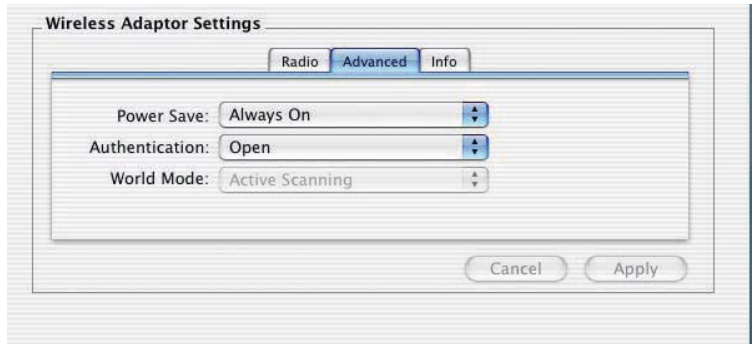 Wireless Adaptor Settings
Radio Advanced Info
Power Save: Always On
Authentication: Open
World Mode: Active Scanning
Cancel Apply